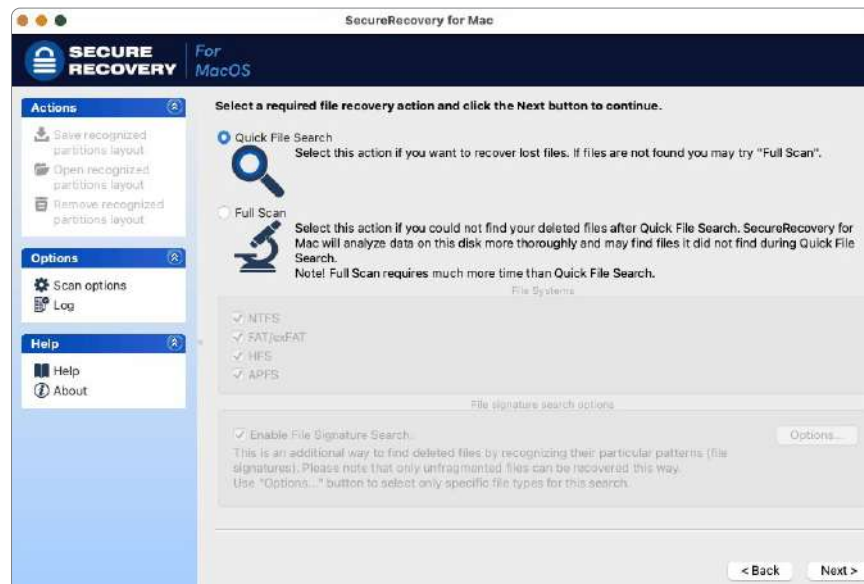 SecureRecovery for Mac
SECURE
RECOVERY
For
MacOS
Actions
Save recognized
partitions layout
Open recognized
partitions layout
Remove recognized
partitions layout
Options
Scan options
Log
Help
Help
About
Select a required file recovery action and click the Next button to continue.
Quick File Search
Select this action if you want to recover lost files. If files are not found you may try "Full Scan".
Full Scan
Select this action if you could not find your deleted files after Quick File Search. SecureRecovery for
Mac will analyze data on this disk more thoroughly and may find files it did not find during Quick File
Search.
Note! Full Scan requires much more time than Quick File Search.
File Systems
NTFS
FAT/exFAT
HFS
APFS
File signature search options
Enable File Signature Search.
Options...
This is an additional way to find deleted files by recognizing their particular patterns (file
signatures). Please note that only unfragmented files can be recovered this way.
Use "Options..." button to select only specific file types for this search.
< Back
Next >